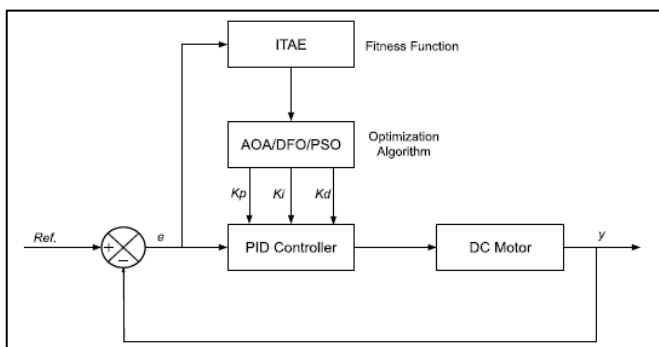 ITAE
Fitness Function
AOA/DFO/PSO
Optimization
Algorithm
Kp
Ki
Kd
Ref.
+
−
e
PID Controller
DC Motor
y